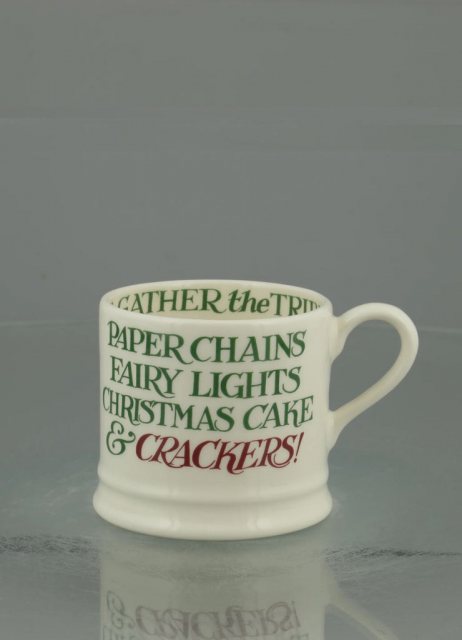 GATHER the
PAPER CHAINS
FAIRY LIGHTS
CHRISTMAS CAKE
& CRACKERS!